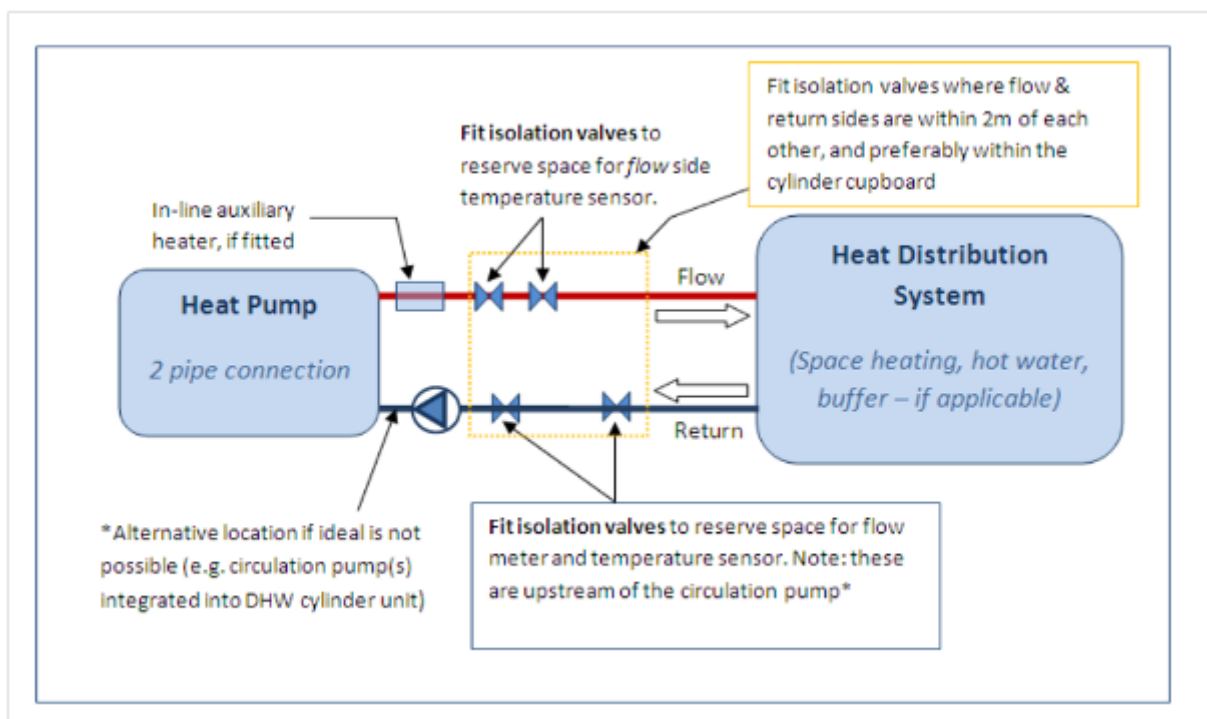 Fit isolation valves where flow &
return sides are within 2m of each
other, and preferably within the
cylinder cupboard
Fit isolation valves to
reserve space for flow side
temperature sensor.
In-line auxiliary
heater, if fitted
Heat Pump
2 pipe connection
Flow
Return
Heat Distribution
System
(Space heating, hot water,
buffer – if applicable)
*Alternative location if ideal is not
possible (e.g. circulation pump(s)
integrated into DHW cylinder unit)
Fit isolation valves to reserve space for flow
meter and temperature sensor. Note: these
are upstream of the circulation pump*